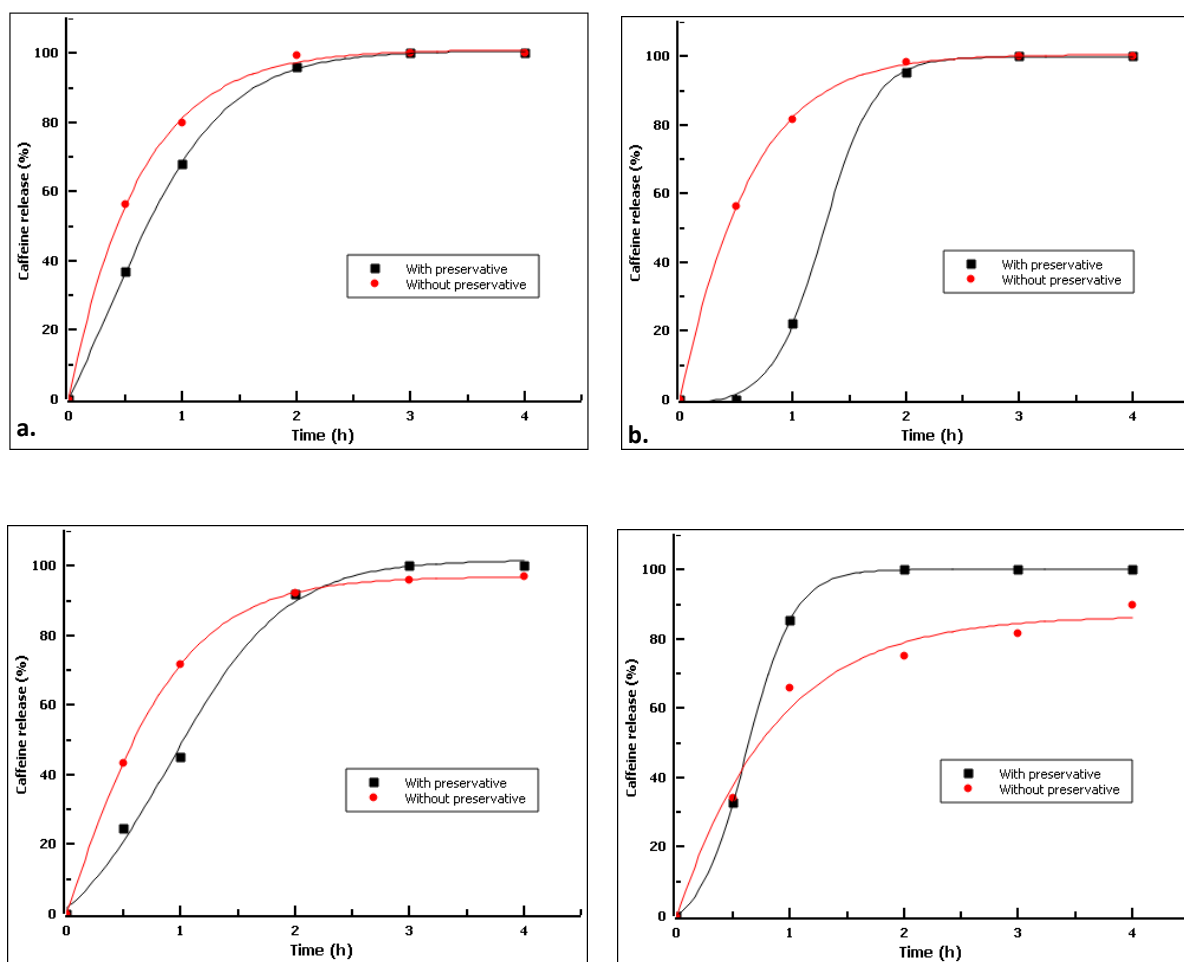 100
80
60
40
20
0
Caffeine release (%)
With preservative
Without preservative
0 1 2 3 4
Time (h)
a.
100
80
60
40
20
0
Caffeine release (%)
With preservative
Without preservative
0 1 2 3 4
Time (h)
b.
100
80
60
40
20
0
Caffeine release (%)
With preservative
Without preservative
0 1 2 3 4
Time (h)
100
80
60
40
20
0
Caffeine release (%)
With preservative
Without preservative
0 1 2 3 4
Time (h)